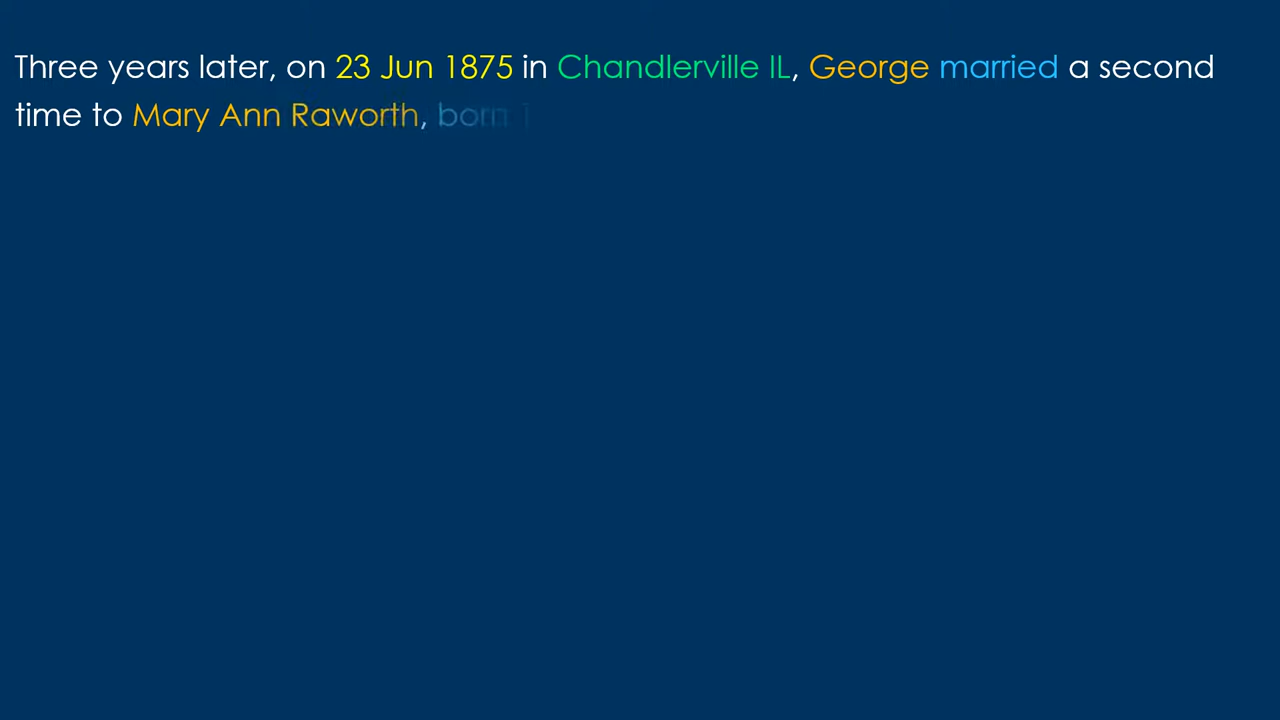 Three years later, on 23 Jun 1875 in Chandlerville IL, George married a second
time to Mary Ann Raworth, born